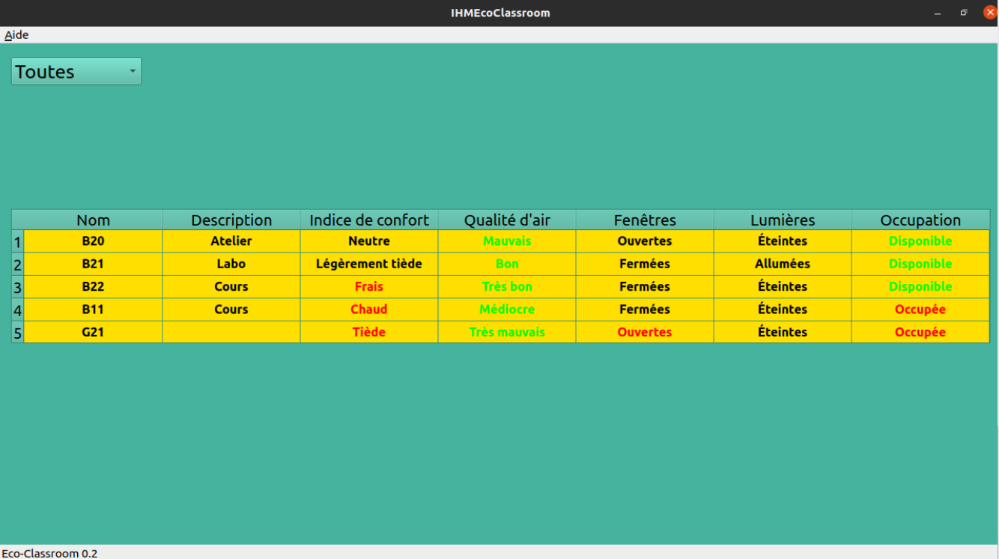 IHMEcoClassroom
Aide
Toutes
Nom Description Indice de confort Qualité d'air Fenêtres Lumières Occupation
1 B20 Atelier Neutre Mauvais Ouvertes Éteintes Disponible
2 B21 Labo Légèrement tiède Bon Fermées Allumées Disponible
3 B22 Cours Frais Très bon Fermées Éteintes Disponible
4 B11 Cours Chaud Médiocre Fermées Éteintes Occupée
5 G21 Tiède Très mauvais Ouvertes Éteintes Occupée
Eco-Classroom 0.2